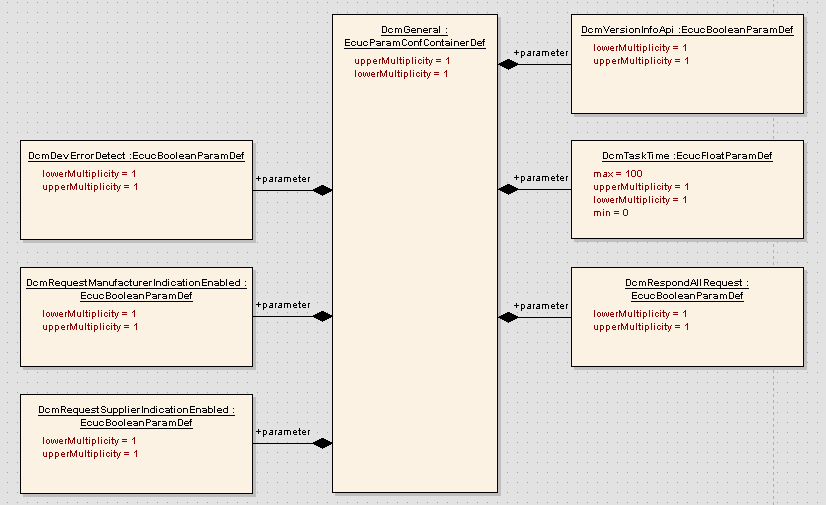 DcmGeneral :
EcucParamConfContainerDef
upperMultiplicity = 1
lowerMultiplicity = 1
DcmVersionInfoApi :EcucBooleanParamDef
lowerMultiplicity = 1
upperMultiplicity = 1
+parameter
DcmDevErrorDetect :EcucBooleanParamDef
lowerMultiplicity = 1
upperMultiplicity = 1
+parameter
DcmTaskTime :EcucFloatParamDef
max = 100
upperMultiplicity = 1
lowerMultiplicity = 1
min = 0
+parameter
DcmRequestManufacturerIndicationEnabled :
EcucBooleanParamDef
lowerMultiplicity = 1
upperMultiplicity = 1
+parameter
DcmRespondAllRequest :
EcucBooleanParamDef
lowerMultiplicity = 1
upperMultiplicity = 1
+parameter
DcmRequestSupplierIndicationEnabled :
EcucBooleanParamDef
lowerMultiplicity = 1
upperMultiplicity = 1
+parameter